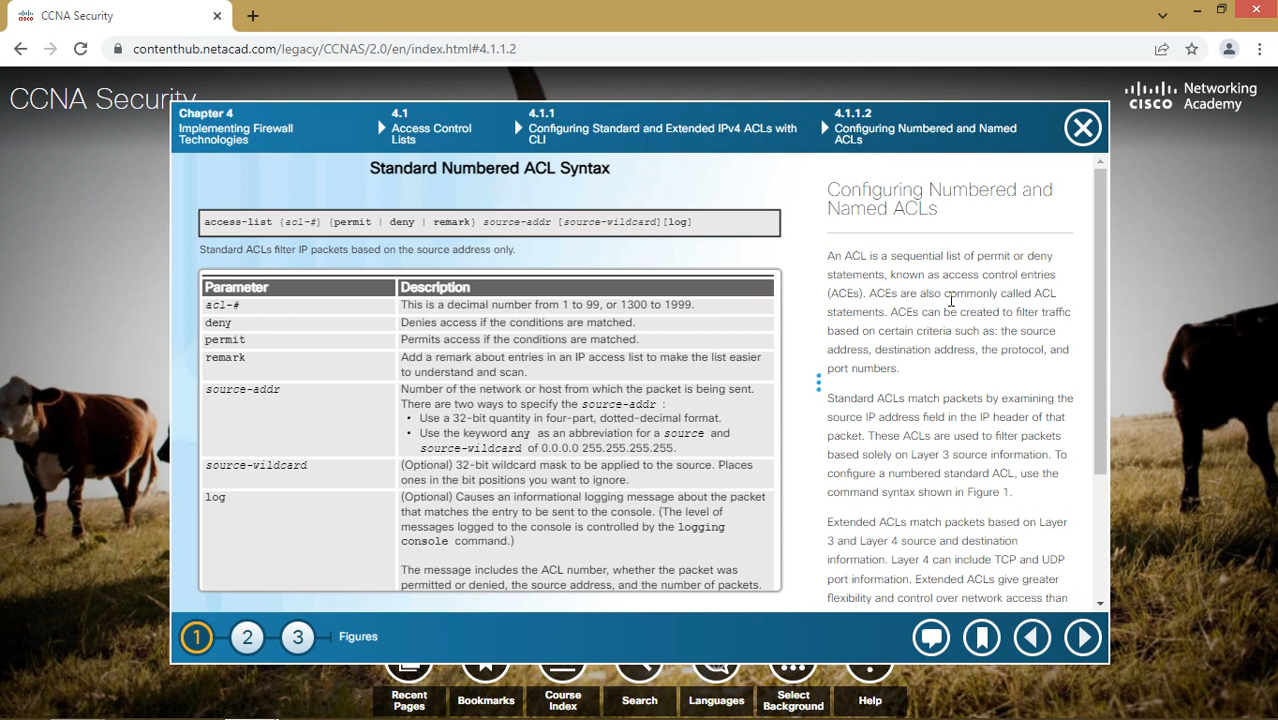 CCNA Security
contenthub.netacad.com/legacy/CCNAS/2.0/en/index.html#4.1.1.2
CCNA Security
Networking
CISCO Academy
Chapter 4
Implementing Firewall
Technologies
4.1
Access Control
Lists
4.1.1
Configuring Standard and Extended IPv4 ACLs with
CLI
4.1.1.2
Configuring Numbered and Named
ACLs
Standard Numbered ACL Syntax
access-list {acl-#} {permit | deny | remark} source-addr [source-wildcard][log]
Standard ACLs filter IP packets based on the source address only.
Parameter Description
acl-# This is a decimal number from 1 to 99, or 1300 to 1999.
deny Denies access if the conditions are matched.
permit Permits access if the conditions are matched.
remark Add a remark about entries in an IP access list to make the list easier
to understand and scan.
source-addr Number of the network or host from which the packet is being sent.
There are two ways to specify the source-addr :
• Use a 32-bit quantity in four-part, dotted-decimal format.
• Use the keyword any as an abbreviation for a source and
source-wildcard of 0.0.0.0 255.255.255.255.
source-wildcard (Optional) 32-bit wildcard mask to be applied to the source. Places
ones in the bit positions you want to ignore.
log (Optional) Causes an informational logging message about the packet
that matches the entry to be sent to the console. (The level of
messages logged to the console is controlled by the logging
console command.)
The message includes the ACL number, whether the packet was
permitted or denied, the source address, and the number of packets.
Configuring Numbered and
Named ACLs
An ACL is a sequential list of permit or deny
statements, known as access control entries
(ACEs). ACEs are also commonly called ACL
statements. ACEs can be created to filter traffic
based on certain criteria such as: the source
address, destination address, the protocol, and
port numbers.
Standard ACLs match packets by examining the
source IP address field in the IP header of that
packet. These ACLs are used to filter packets
based solely on Layer 3 source information. To
configure a numbered standard ACL, use the
command syntax shown in Figure 1.
Extended ACLs match packets based on Layer
3 and Layer 4 source and destination
information. Layer 4 can include TCP and UDP
port information. Extended ACLs give greater
flexibility and control over network access than
1 2 3 Figures
Recent
Pages
Bookmarks
Course
Index
Search
Languages
Select
Background
Help